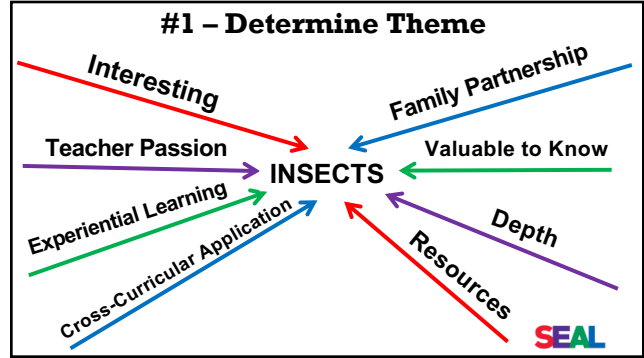 #1 – Determine Theme
Interesting
Family Partnership
Teacher Passion
INSECTS
Valuable to Know
Experiential Learning
Depth
Cross-Curricular Application
Resources
SEAL